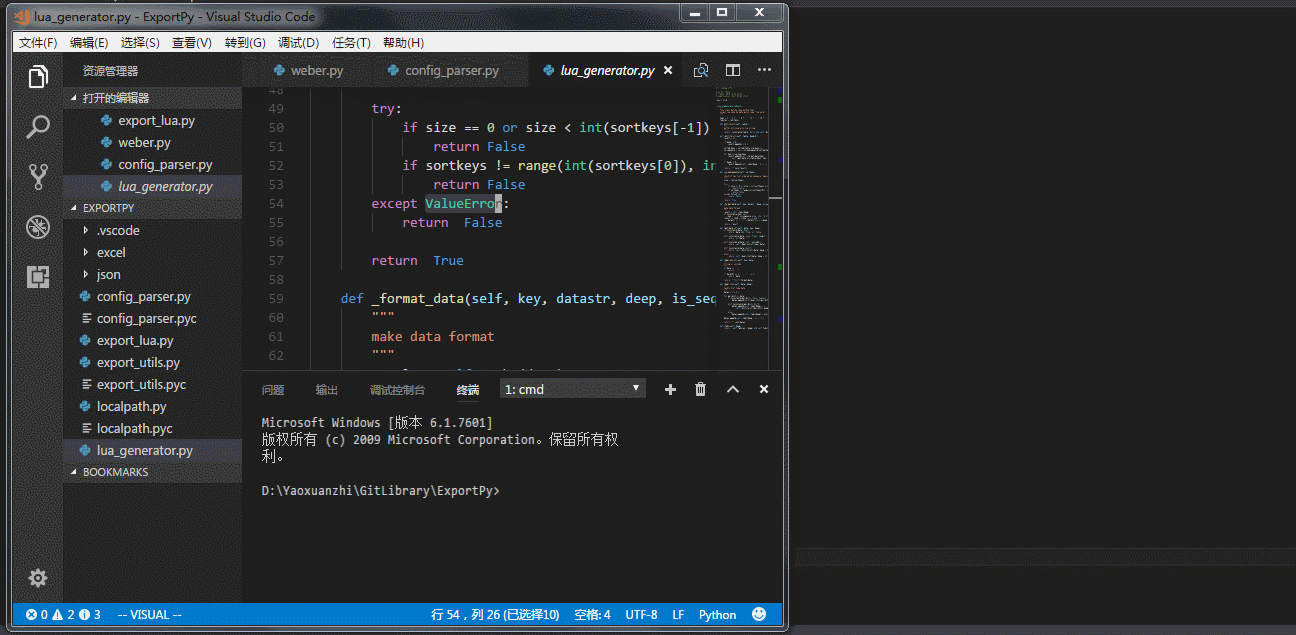 lua_generator.py - ExportPy - Visual Studio Code
文件(F) 编辑(E) 选择(S) 查看(V) 转到(G) 调试(D) 任务(T) 帮助(H)
资源管理器
打开的编辑器
export_lua.py
weber.py
config_parser.py
lua_generator.py
EXPORTPY
.vscode
excel
json
config_parser.py
config_parser.pyc
export_lua.py
export_utils.py
export_utils.pyc
localpath.py
localpath.pyc
lua_generator.py
BOOKMARKS
weber.py config_parser.py lua_generator.py
48
49 try:
50 if size == 0 or size < int(sortkeys[-1])
51 return False
52 if sortkeys != range(int(sortkeys[0]), in
53 return False
54 except ValueError:
55 return  False
56
57 return  True
58
59 def _format_data(self, key, datastr, deep, is_seq
60 """
61 make data format
62 """
问题 输出 调试控制台 终端 1: cmd
Microsoft Windows [版本 6.1.7601]
版权所有 (c) 2009 Microsoft Corporation。保留所有权
利。
D:\Yaoxuanzhi\GitLibrary\ExportPy>
0 2 3 -- VISUAL -- 行 54，列 26 (已选择10) 空格: 4 UTF-8 LF Python